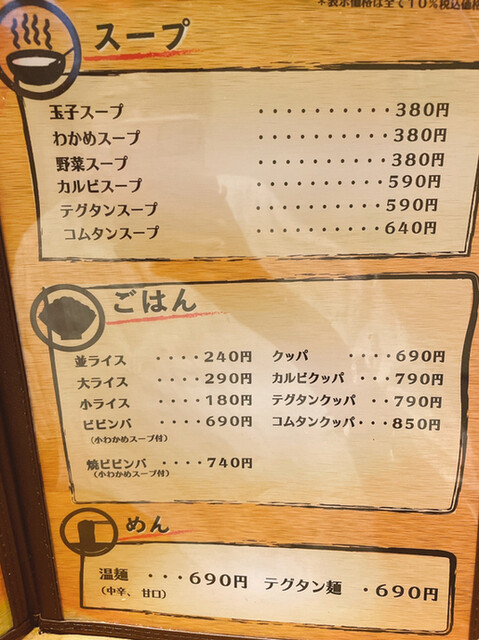 ＊表示価格は全て10％税込価格
スープ
玉子スープ ・・・・・・・・・・380円
わかめスープ ・・・・・・・・・・380円
野菜スープ ・・・・・・・・・・380円
カルビスープ ・・・・・・・・・・590円
テグタンスープ ・・・・・・・・・・590円
コムタンスープ ・・・・・・・・・・640円
ごはん
並ライス ・・・・240円 クッパ ・・・・690円
大ライス ・・・・290円 カルビクッパ ・・・790円
小ライス ・・・・180円 テグタンクッパ ・・790円
ビビンバ ・・・・690円 コムタンクッパ・・・850円
（小わかめスープ付）
焼ビビンバ ・・・・740円
（小わかめスープ付）
めん
温麺 ・・・690円 テグタン麺 ・690円
（中辛、甘口）